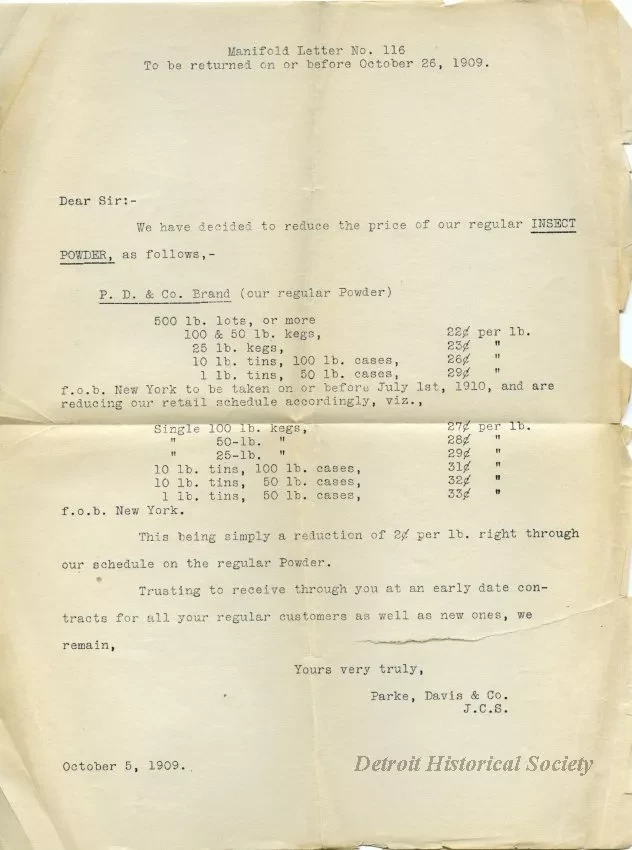 Manifold Letter No. 116
To be returned on or before October 26, 1909.
Dear Sir:-
We have decided to reduce the price of our regular INSECT
POWDER, as follows,-
P. D. & Co. Brand (our regular Powder)
500 lb. lots, or more
100 & 50 lb. kegs, 22¢ per lb.
25 lb. kegs, 23¢ "
10 lb. tins, 100 lb. cases, 26¢ "
1 lb. tins, 50 lb. cases, 29¢ "
f.o.b. New York to be taken on or before July 1st, 1910, and are
reducing our retail schedule accordingly, viz.,
Single 100 lb. kegs, 27¢ per lb.
" 50-lb. " 28¢ "
" 25-lb. " 29¢ "
10 lb. tins, 100 lb. cases, 31¢ "
10 lb. tins, 50 lb. cases, 32¢ "
1 lb. tins, 50 lb. cases, 33¢ "
f.o.b. New York.
This being simply a reduction of 2¢ per lb. right through
our schedule on the regular Powder.
Trusting to receive through you at an early date con-
tracts for all your regular customers as well as new ones, we
remain,
Yours very truly,
Parke, Davis & Co.
J.C.S.
October 5, 1909.
Detroit Historical Society